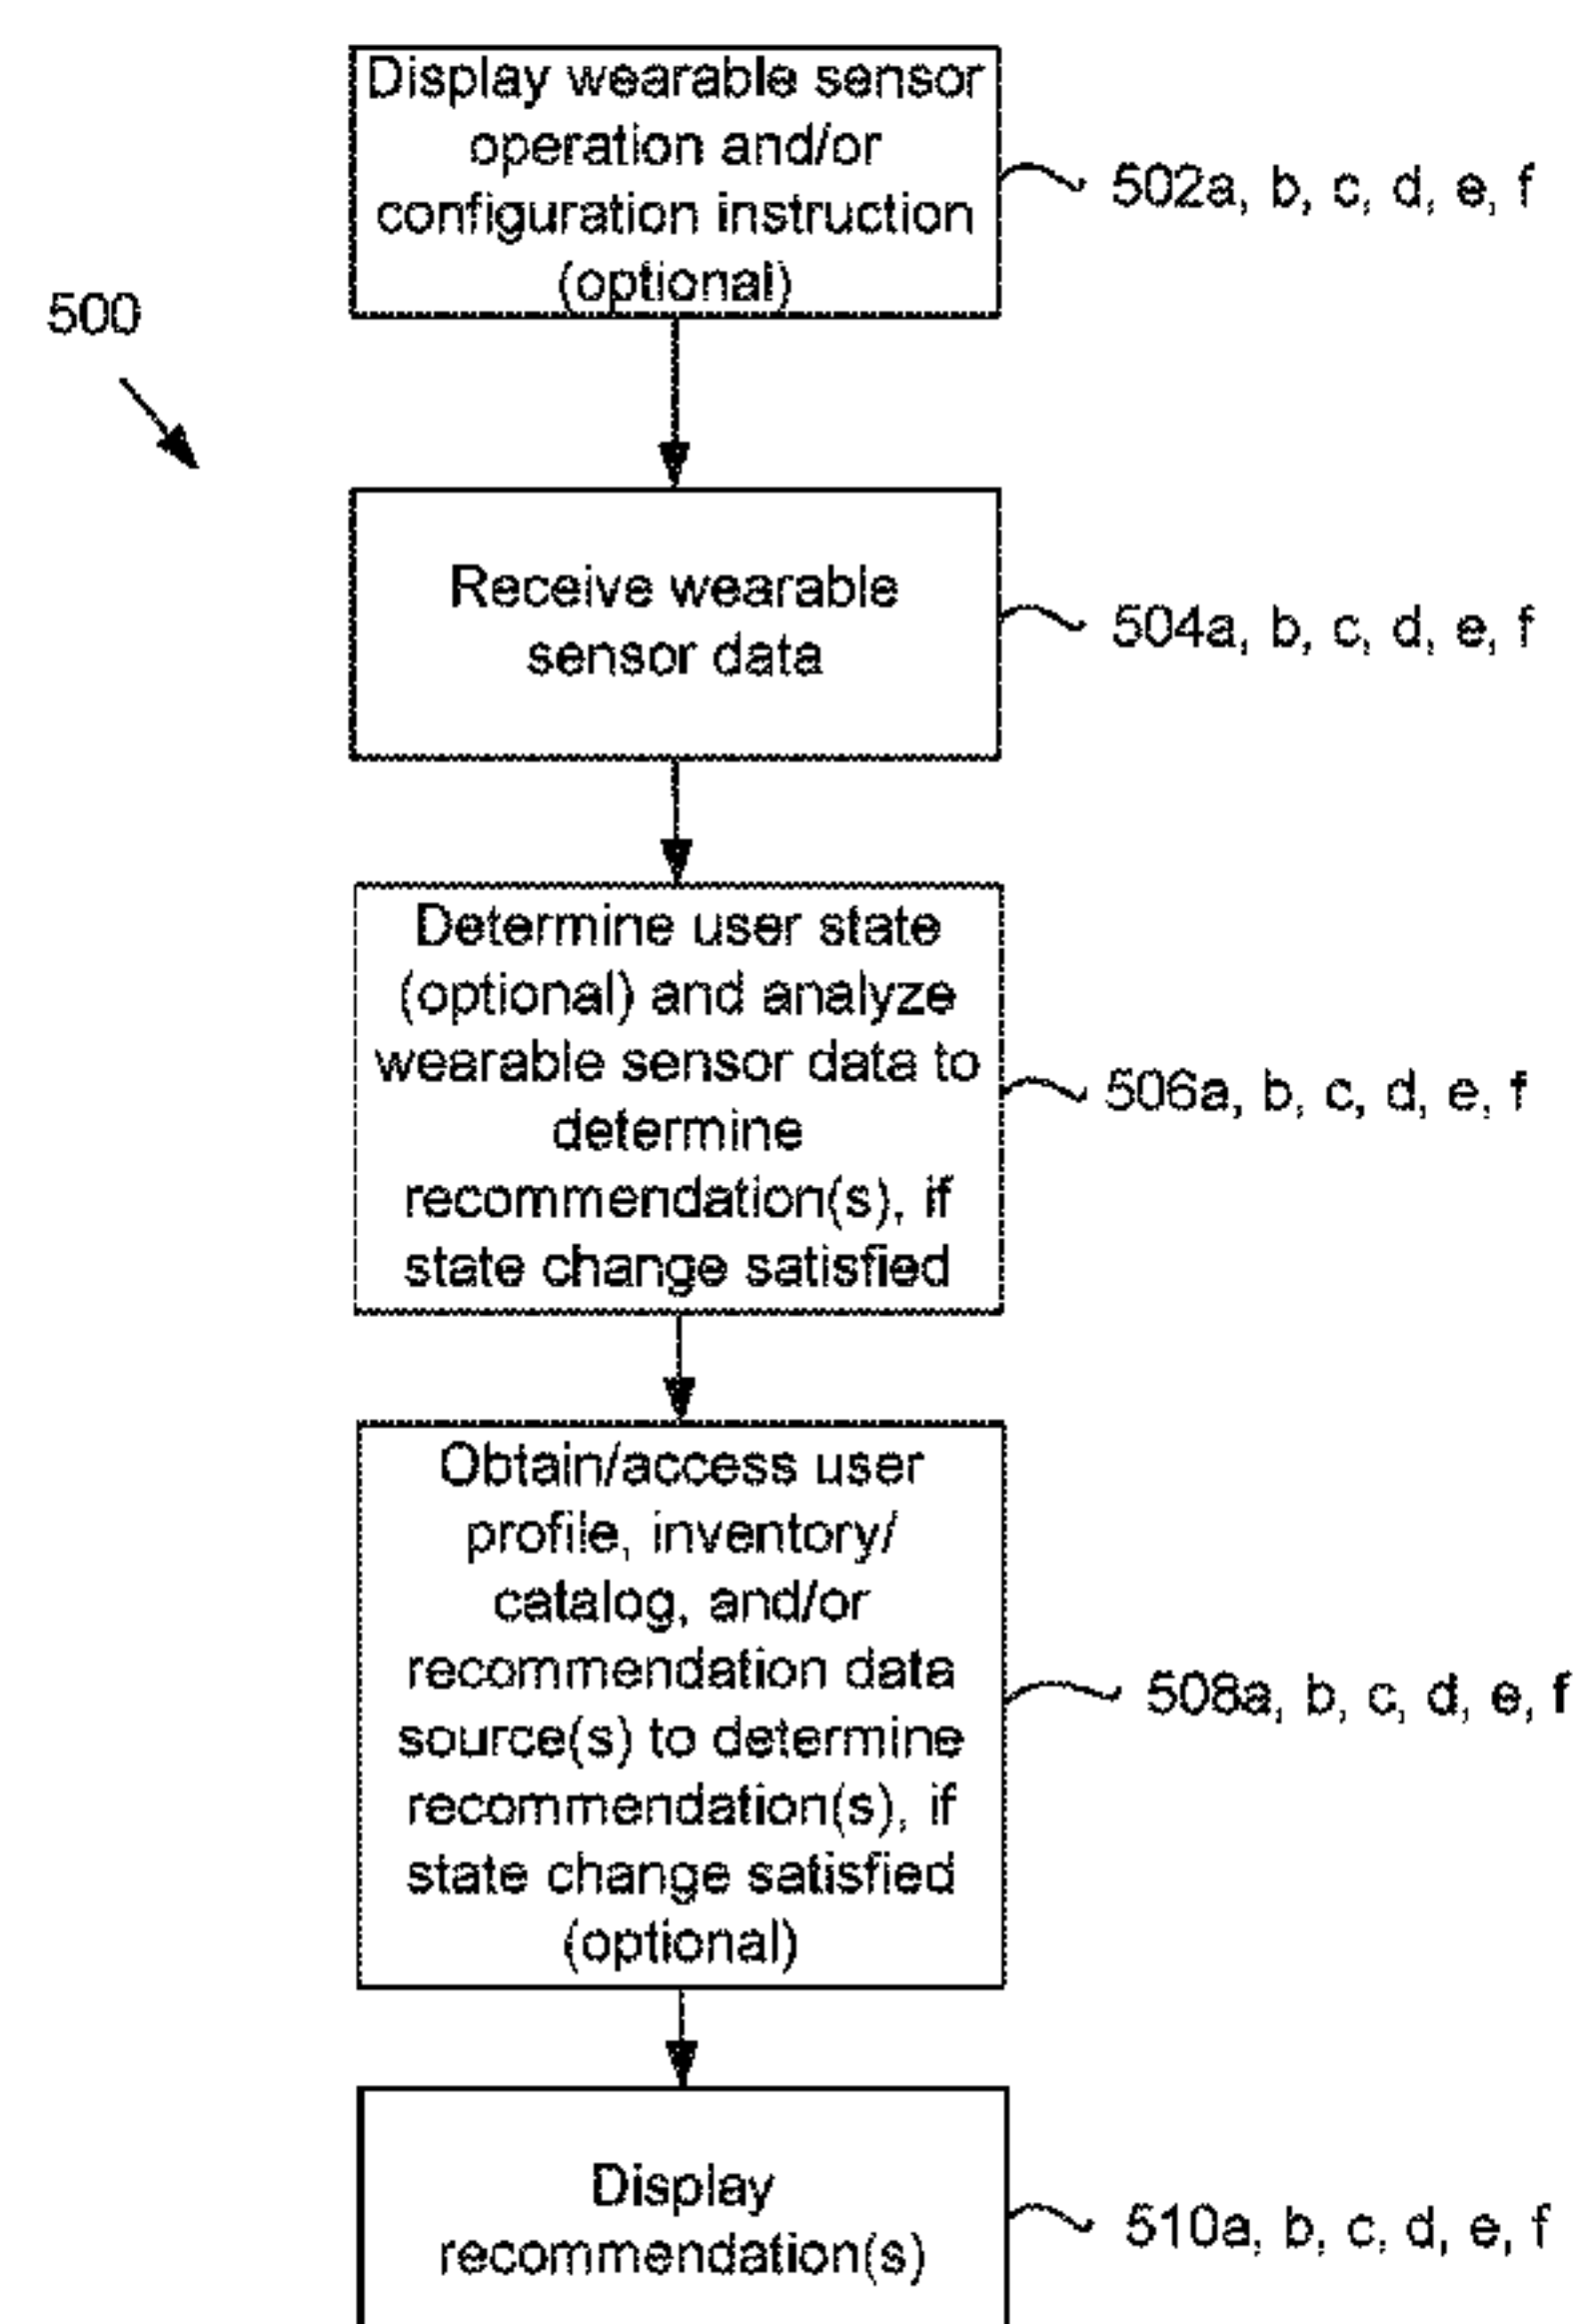 Display wearable sensor
operation and/or
configuration instruction
(optional)
502a, b, c, d, e, f
500
Receive wearable
sensor data
504a, b, c, d, e, f
Determine user state
(optional) and analyze
wearable sensor data to
determine
recommendation(s), if
state change satisfied
506a, b, c, d, e, f
Obtain/access user
profile, inventory/
catalog, and/or
recommendation data
source(s) to determine
recommendation(s), if
state change satisfied
(optional)
508a, b, c, d, e, f
Display
recommendation(s)
510a, b, c, d, e, f